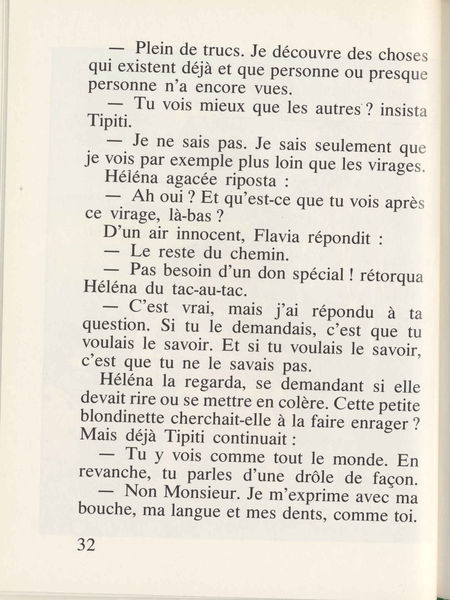 — Plein de trucs. Je découvre des choses
qui existent déjà et que personne ou presque
personne n'a encore vues.
— Tu vois mieux que les autres ? insista
Tipiti.
— Je ne sais pas. Je sais seulement que
je vois par exemple plus loin que les virages.
Héléna agacée riposta :
— Ah oui ? Et qu'est-ce que tu vois après
ce virage, là-bas ?
D'un air innocent, Flavia répondit :
— Le reste du chemin.
— Pas besoin d'un don spécial ! rétorqua
Héléna du tac-au-tac.
— C'est vrai, mais j'ai répondu à ta
question. Si tu le demandais, c'est que tu
voulais le savoir. Et si tu voulais le savoir,
c'est que tu ne le savais pas.
Héléna la regarda, se demandant si elle
devait rire ou se mettre en colère. Cette petite
blondinette cherchait-elle à la faire enrager ?
Mais déjà Tipiti continuait :
— Tu y vois comme tout le monde. En
revanche, tu parles d'une drôle de façon.
— Non Monsieur. Je m'exprime avec ma
bouche, ma langue et mes dents, comme toi.
32